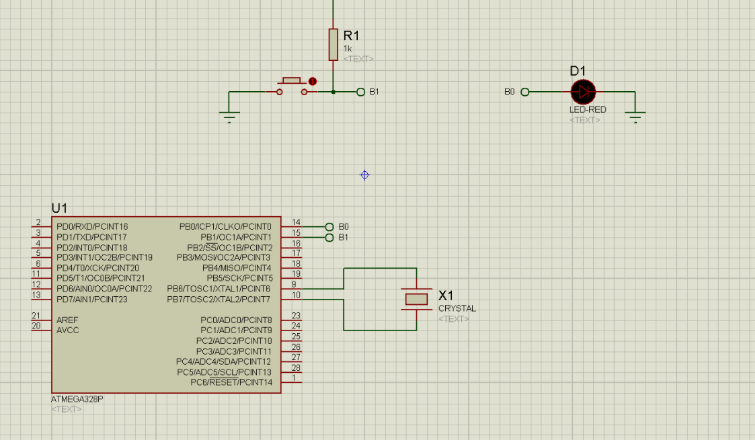 R1
1k
<TEXT>
B1
D1
B0
LED-RED
<TEXT>
U1
2 PD0/RXD/PCINT16 PB0/ICP1/CLKO/PCINT0 14 B0
3 PD1/TXD/PCINT17 PB1/OC1A/PCINT1 15 B1
4 PD2/INT0/PCINT18 PB2/SS/OC1B/PCINT2 16
5 PD3/INT1/OC2B/PCINT19 PB3/MOSI/OC2A/PCINT3 17
6 PD4/T0/XCK/PCINT20 PB4/MISO/PCINT4 18
11 PD5/T1/OC0B/PCINT21 PB5/SCK/PCINT5 19
12 PD6/AIN0/OC0A/PCINT22 PB6/TOSC1/XTAL1/PCINT6 9
13 PD7/AIN1/PCINT23 PB7/TOSC2/XTAL2/PCINT7 10
X1
CRYSTAL
<TEXT>
21 AREF PC0/ADC0/PCINT8 23
20 AVCC PC1/ADC1/PCINT9 24
PC2/ADC2/PCINT10 25
PC3/ADC3/PCINT11 26
PC4/ADC4/SDA/PCINT12 27
PC5/ADC5/SCL/PCINT13 28
PC6/RESET/PCINT14 1
ATMEGA328P
<TEXT>